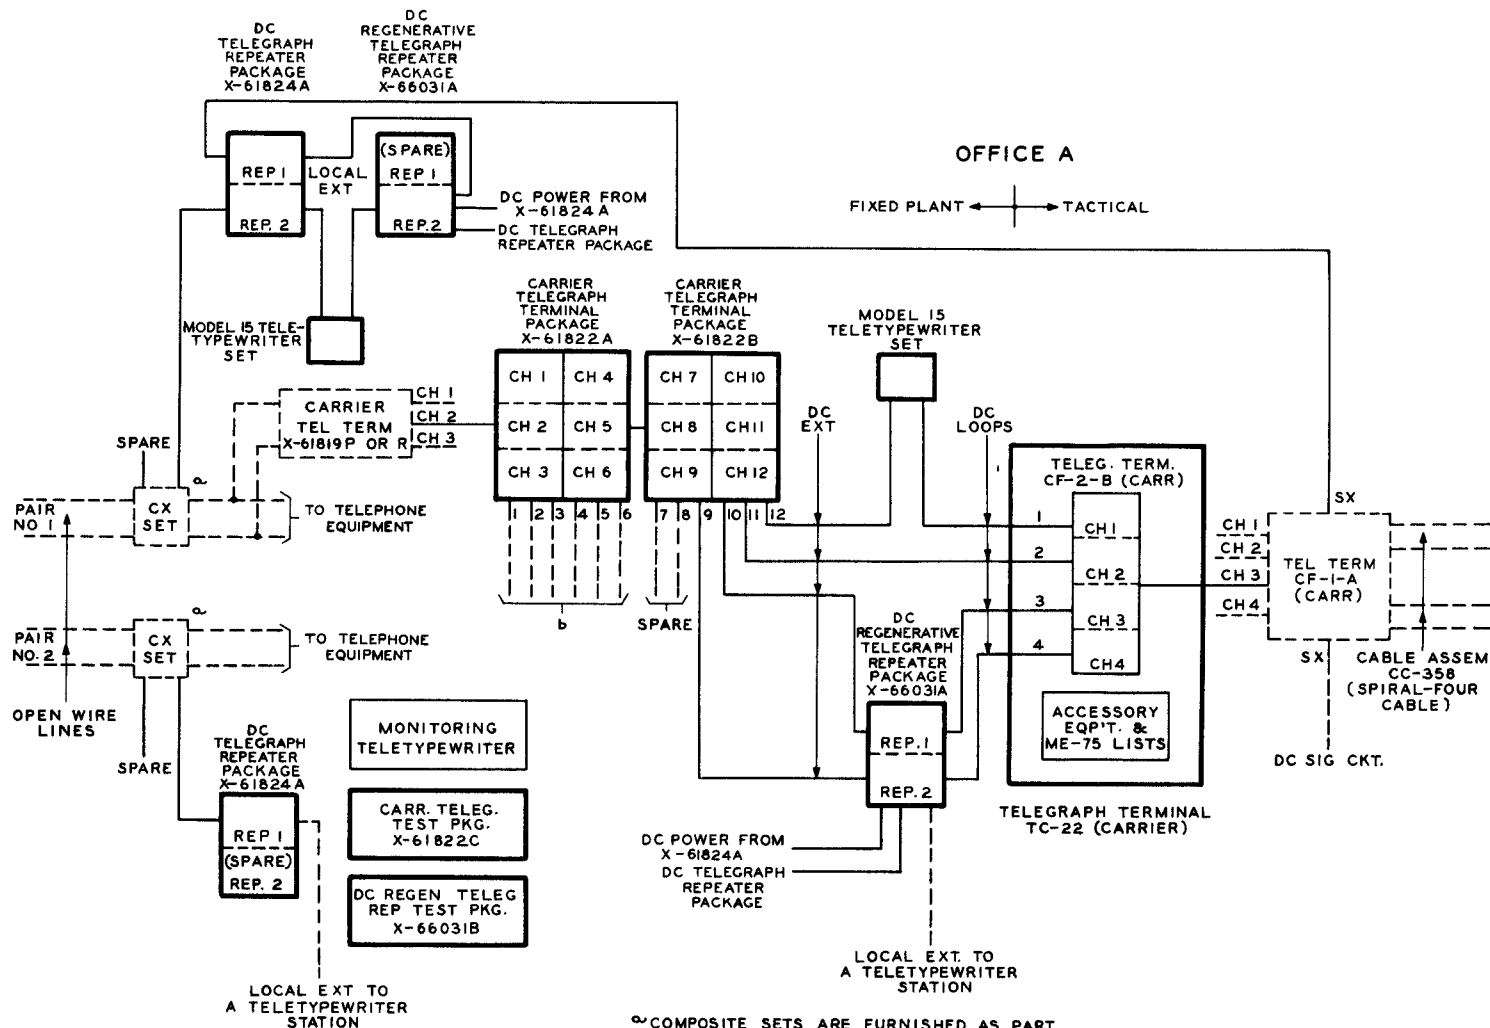 DC
TELEGRAPH
REPEATER
PACKAGE
X-61824A
DC
REGENERATIVE
TELEGRAPH
REPEATER
PACKAGE
X-66031A
REP 1
REP. 2
LOCAL
EXT
(SPARE)
REP 1
REP.2
DC POWER FROM
X-61824A
DC TELEGRAPH
REPEATER PACKAGE
OFFICE A
FIXED PLANT
TACTICAL
MODEL 15 TELE-
TYPEWRITER
SET
CARRIER
TELEGRAPH
TERMINAL
PACKAGE
X-61822A
CH 1
CH 4
CH 2
CH 5
CH 3
CH 6
1 2 3 4 5 6
b
CARRIER
TELEGRAPH
TERMINAL
PACKAGE
X-61822B
CH 7
CH 10
CH 8
CH 11
CH 9
CH 12
7 8 9 10 11 12
SPARE
MODEL 15
TELETYPEWRITER
SET
DC
EXT
DC
LOOPS
CARRIER
TEL TERM
X-61819P OR R
CH 1
CH 2
CH 3
SPARE
a
PAIR
NO. 1
CX
SET
TO TELEPHONE
EQUIPMENT
a
PAIR
NO. 2
CX
SET
TO TELEPHONE
EQUIPMENT
OPEN WIRE
LINES
SPARE
TELEG. TERM.
CF-2-B (CARR)
1
2
3
4
CH 1
CH 2
CH 3
CH 4
ACCESSORY
EQP'T. &
ME-75 LISTS
TELEGRAPH TERMINAL
TC-22 (CARRIER)
SX
CH 1
CH 2
CH 3
CH 4
TEL TERM
CF-1-A
(CARR)
SX
CABLE ASSEM
CC-358
(SPIRAL-FOUR
CABLE)
DC SIG CKT.
DC
REGENERATIVE
TELEGRAPH
REPEATER
PACKAGE
X-66031A
REP. 1
REP. 2
DC POWER FROM
X-61824A
DC TELEGRAPH
REPEATER
PACKAGE
LOCAL EXT. TO
A TELETYPEWRITER
STATION
DC
TELEGRAPH
REPEATER
PACKAGE
X-61824A
REP 1
(SPARE)
REP. 2
LOCAL EXT TO
A TELETYPEWRITER
STATION
MONITORING
TELETYPEWRITER
CARR. TELEG.
TEST PKG.
X-61822C
DC REGEN TELEG
REP TEST PKG.
X-66031B
a COMPOSITE SETS ARE FURNISHED AS PART